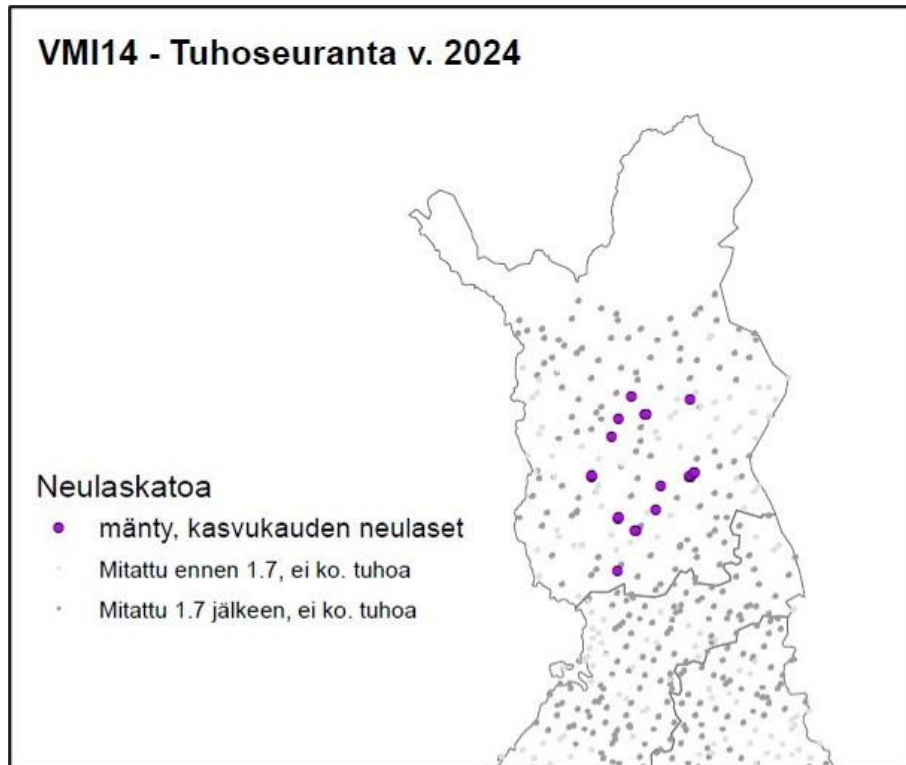 VMI14 - Tuhoseuranta v. 2024
Neulaskatoa
mänty, kasvukauden neulaset
Mitattu ennen 1.7, ei ko. tuhoa
Mitattu 1.7 jälkeen, ei ko. tuhoa